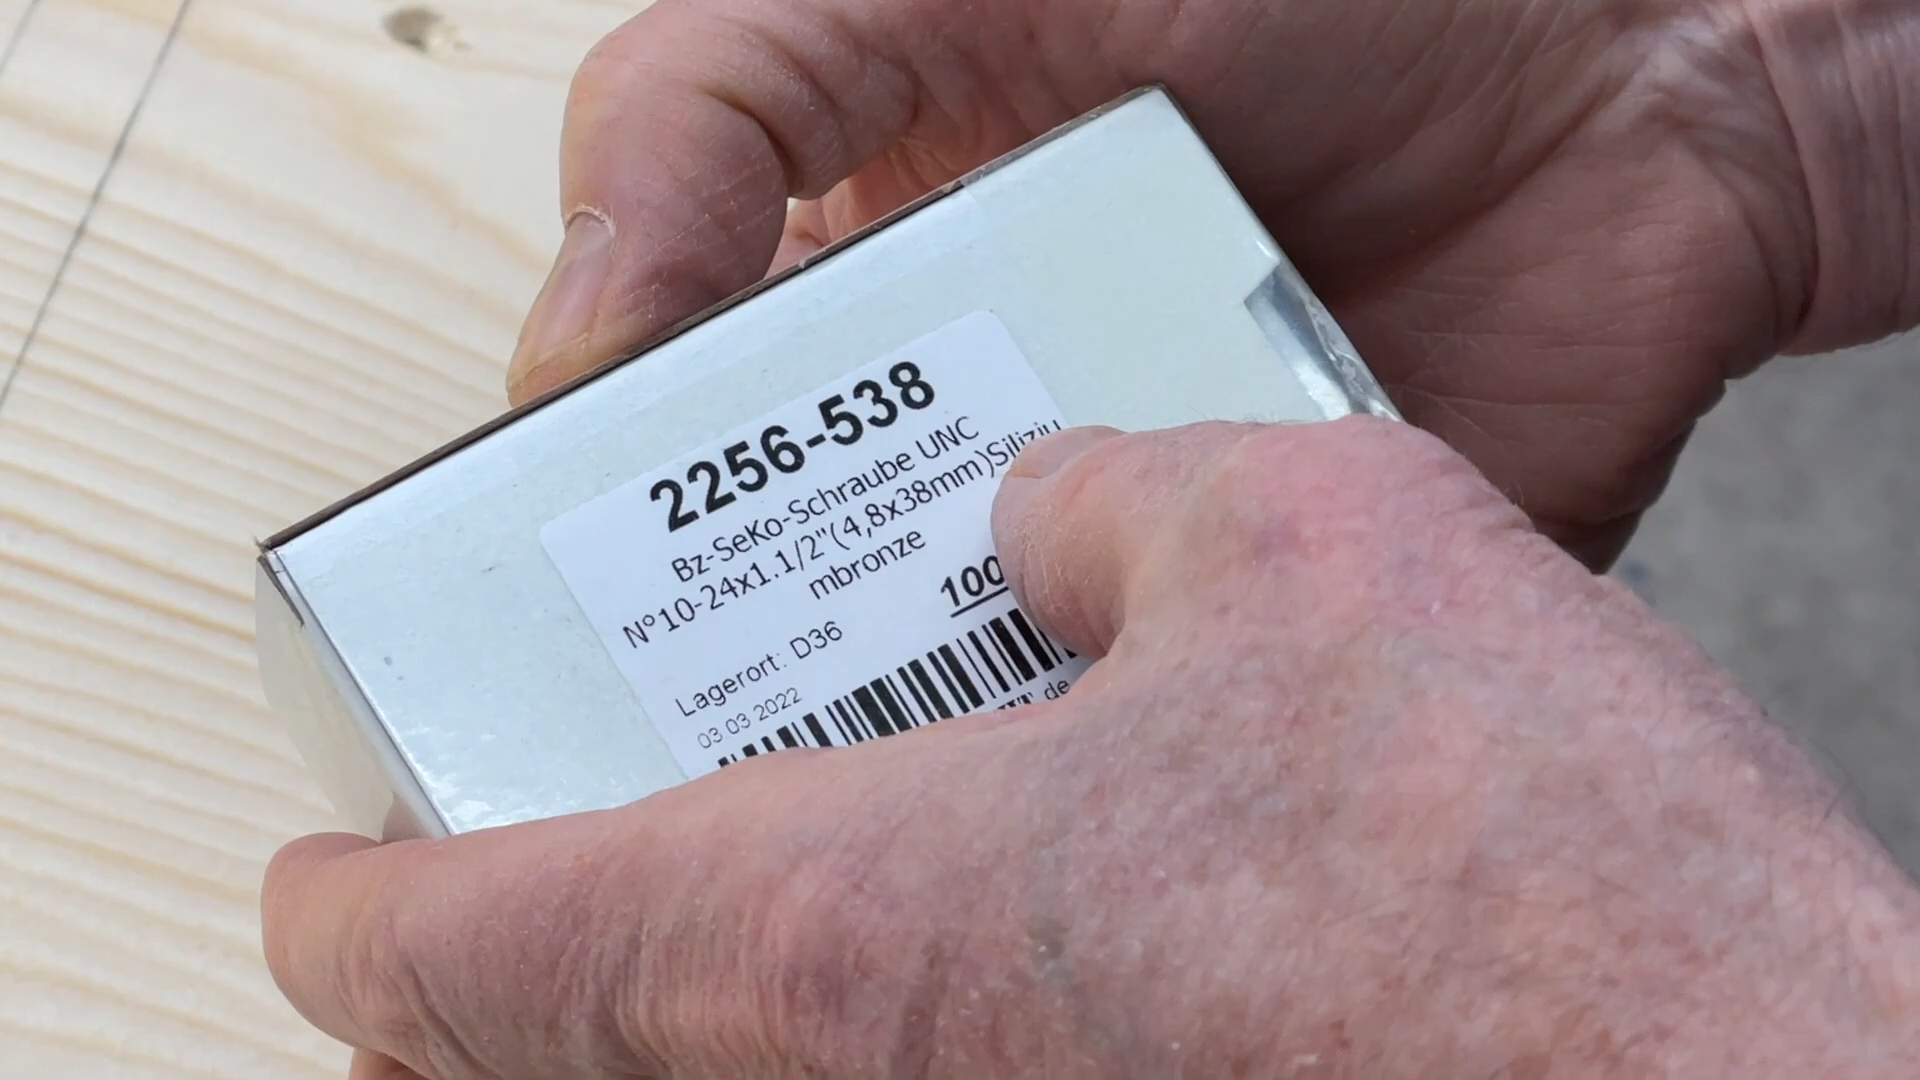 2256-538
Bz-SeKo-Schraube UNC
N°10-24x1.1/2"(4,8x38mm)Siliziu
mbronze
100
Lagerort: D36
03 03 2022
de